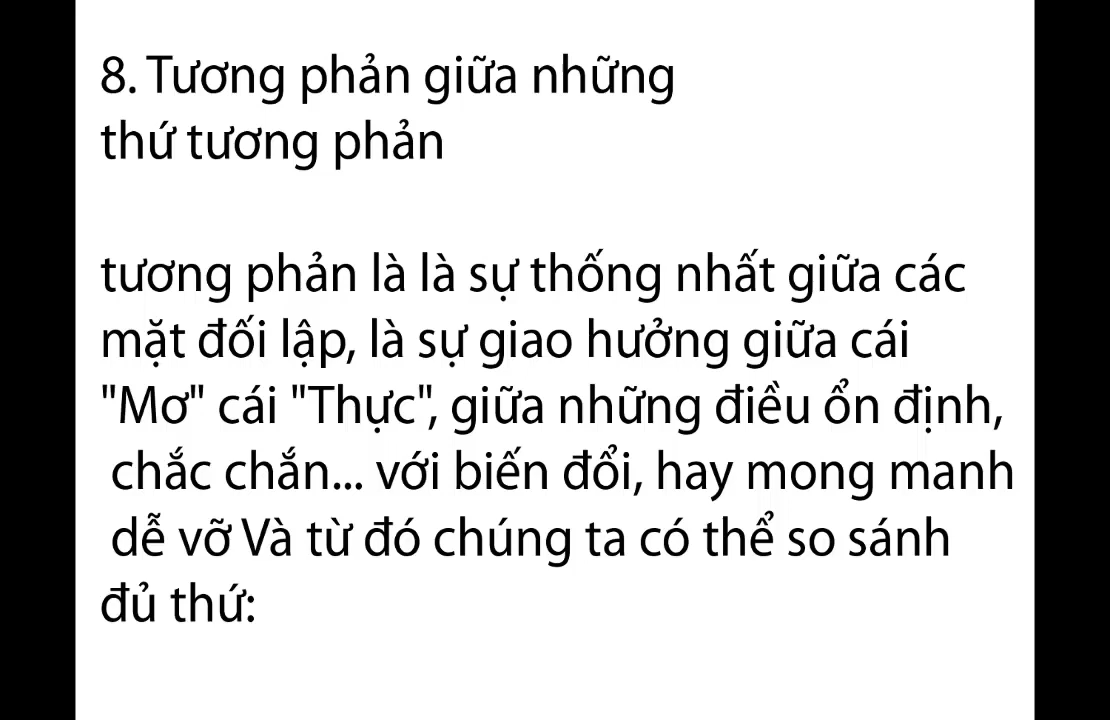 8. Tương phản giữa những
thứ tương phản
tương phản là là sự thống nhất giữa các
mặt đối lập, là sự giao hưởng giữa cái
"Mơ" cái "Thực", giữa những điều ổn định,
chắc chắn... với biến đổi, hay mong manh
dễ vỡ Và từ đó chúng ta có thể so sánh
đủ thứ: